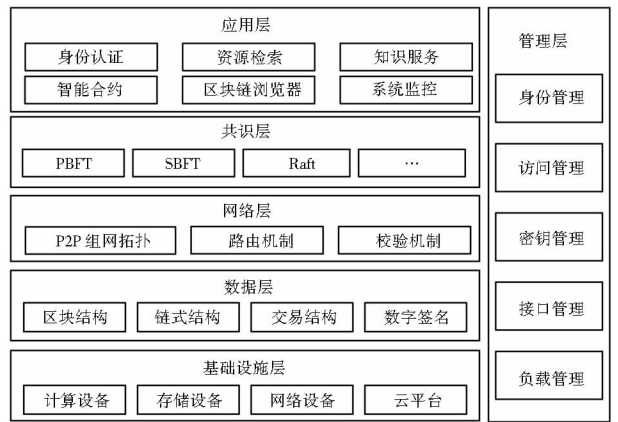 应用层
身份认证 资源检索 知识服务
智能合约 区块链浏览器 系统监控
共识层
PBFT SBFT Raft …
网络层
P2P 组网拓扑 路由机制 校验机制
数据层
区块结构 链式结构 交易结构 数字签名
基础设施层
计算设备 存储设备 网络设备 云平台
管理层
身份管理
访问管理
密钥管理
接口管理
负载管理